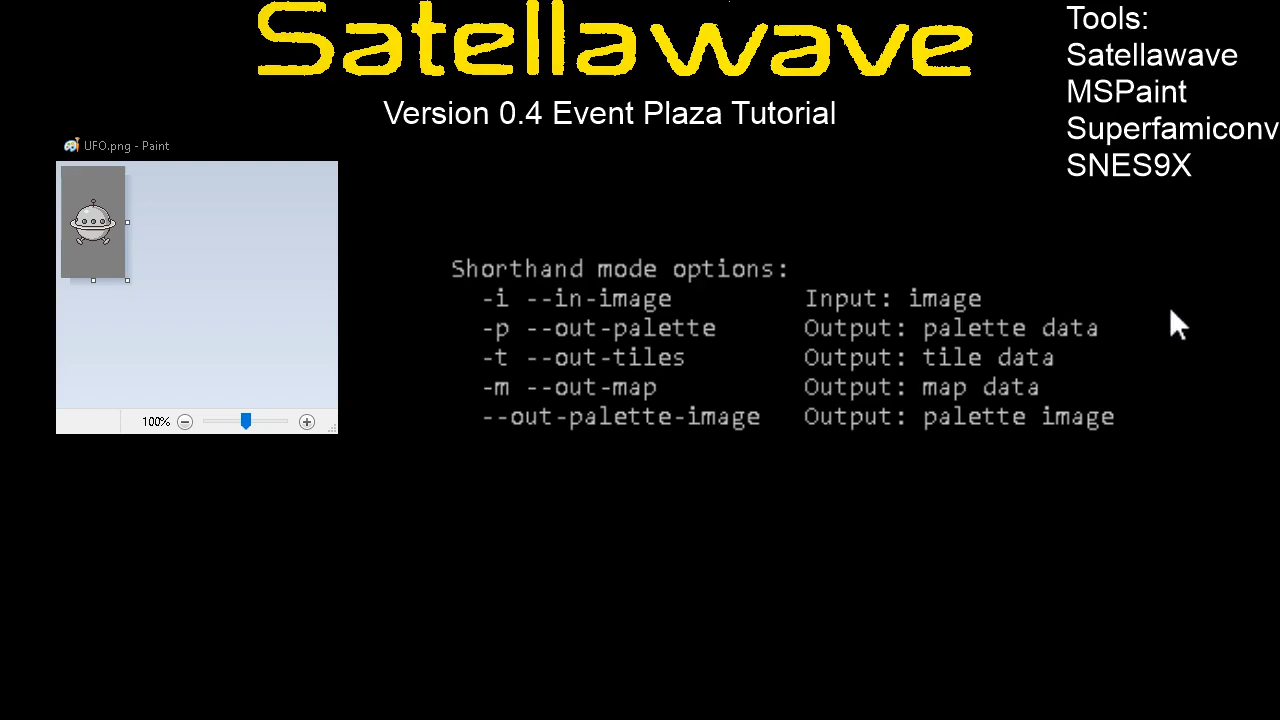 Satellawave
Version 0.4 Event Plaza Tutorial
Tools:
Satellawave
MSPaint
Superfamiconv
SNES9X
UFO.png - Paint
100%
Shorthand mode options:
-i --in-image Input: image
-p --out-palette Output: palette data
-t --out-tiles Output: tile data
-m --out-map Output: map data
--out-palette-image Output: palette image